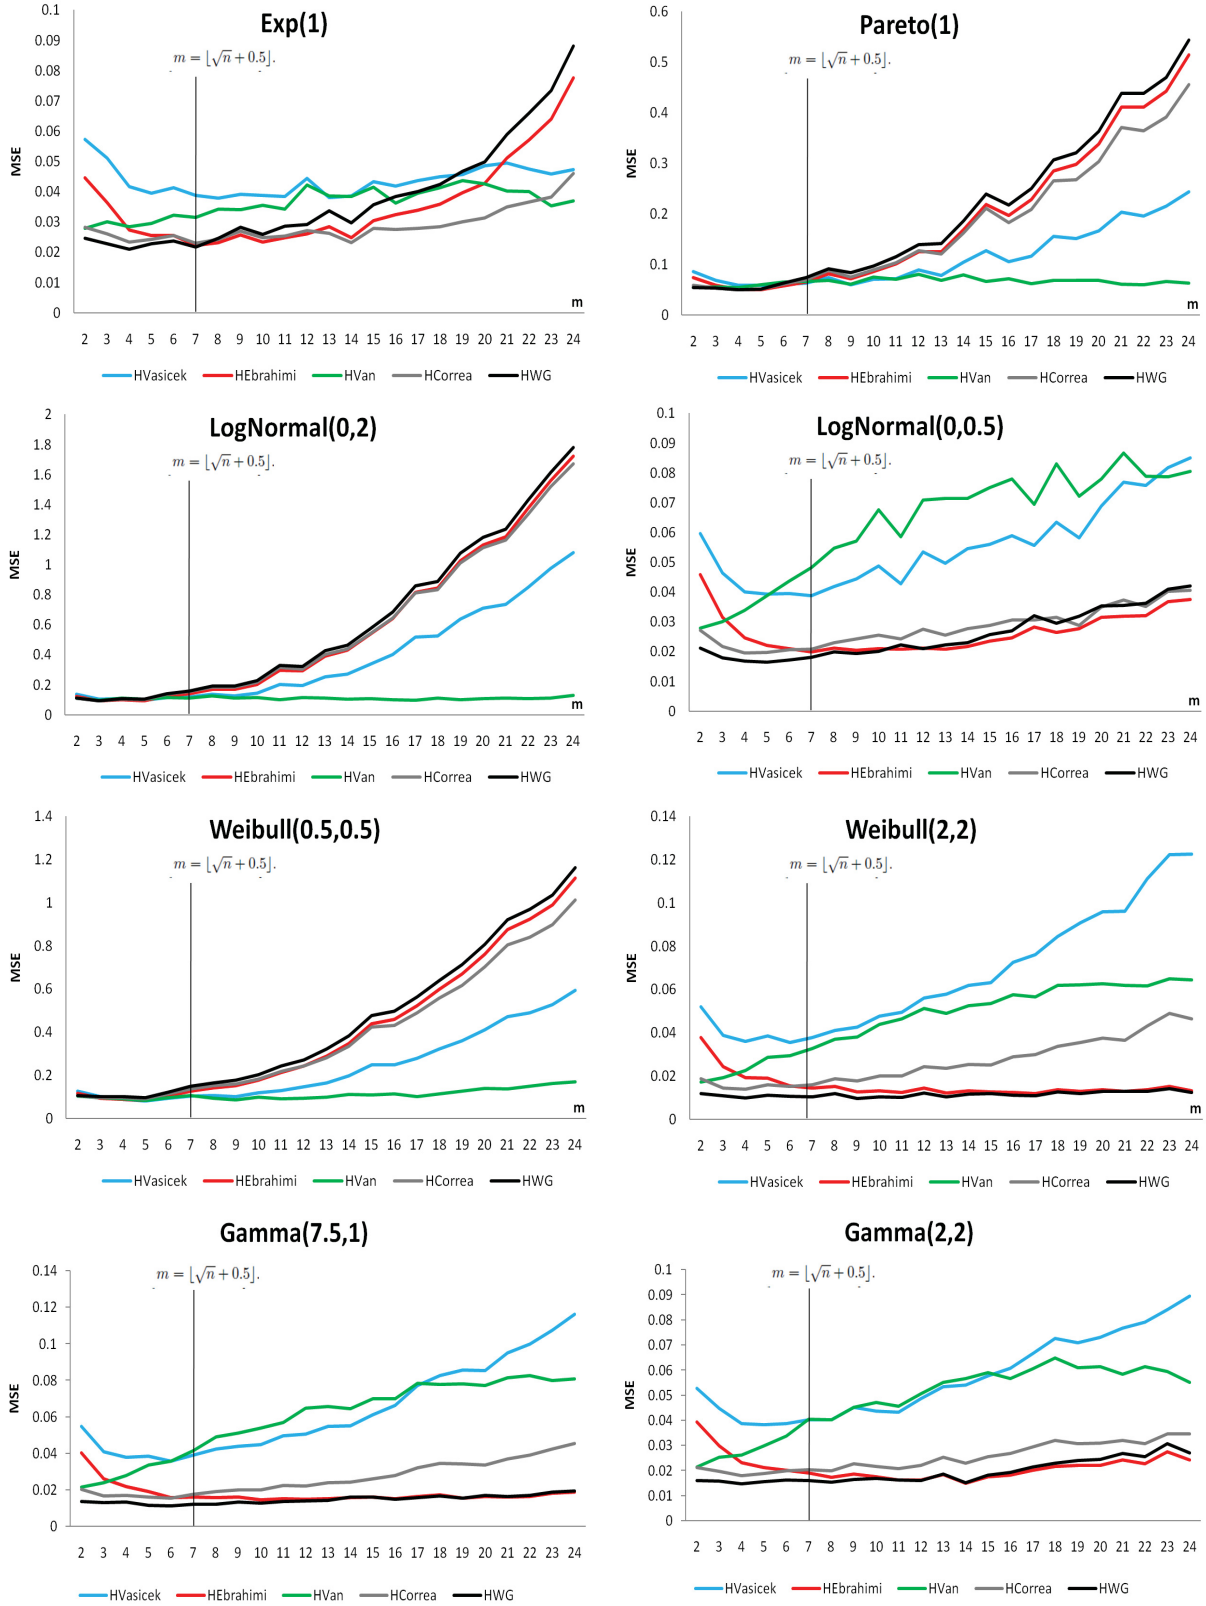 Exp(1)
m = ⌊√n + 0.5⌋.
MSE
0.1
0.09
0.08
0.07
0.06
0.05
0.04
0.03
0.02
0.01
0
m
2 3 4 5 6 7 8 9 10 11 12 13 14 15 16 17 18 19 20 21 22 23 24
HVasicek HEbrahimi HVan HCorrea HWG
Pareto(1)
m = ⌊√n + 0.5⌋.
MSE
0.6
0.5
0.4
0.3
0.2
0.1
0
m
2 3 4 5 6 7 8 9 10 11 12 13 14 15 16 17 18 19 20 21 22 23 24
HVasicek HEbrahimi HVan HCorrea HWG
LogNormal(0,2)
m = ⌊√n + 0.5⌋.
MSE
2
1.8
1.6
1.4
1.2
1
0.8
0.6
0.4
0.2
0
m
2 3 4 5 6 7 8 9 10 11 12 13 14 15 16 17 18 19 20 21 22 23 24
HVasicek HEbrahimi HVan HCorrea HWG
LogNormal(0,0.5)
m = ⌊√n + 0.5⌋.
MSE
0.1
0.09
0.08
0.07
0.06
0.05
0.04
0.03
0.02
0.01
0
m
2 3 4 5 6 7 8 9 10 11 12 13 14 15 16 17 18 19 20 21 22 23 24
HVasicek HEbrahimi HVan HCorrea HWG
Weibull(0.5,0.5)
m = ⌊√n + 0.5⌋.
MSE
1.4
1.2
1
0.8
0.6
0.4
0.2
0
m
2 3 4 5 6 7 8 9 10 11 12 13 14 15 16 17 18 19 20 21 22 23 24
HVasicek HEbrahimi HVan HCorrea HWG
Weibull(2,2)
m = ⌊√n + 0.5⌋.
MSE
0.14
0.12
0.1
0.08
0.06
0.04
0.02
0
2 3 4 5 6 7 8 9 10 11 12 13 14 15 16 17 18 19 20 21 22 23 24
HVasicek HEbrahimi HVan HCorrea HWG
Gamma(7.5,1)
m = ⌊√n + 0.5⌋.
MSE
0.14
0.12
0.1
0.08
0.06
0.04
0.02
0
2 3 4 5 6 7 8 9 10 11 12 13 14 15 16 17 18 19 20 21 22 23 24
HVasicek HEbrahimi HVan HCorrea HWG
Gamma(2,2)
m = ⌊√n + 0.5⌋.
MSE
0.1
0.09
0.08
0.07
0.06
0.05
0.04
0.03
0.02
0.01
0
2 3 4 5 6 7 8 9 10 11 12 13 14 15 16 17 18 19 20 21 22 23 24
HVasicek HEbrahimi HVan HCorrea HWG